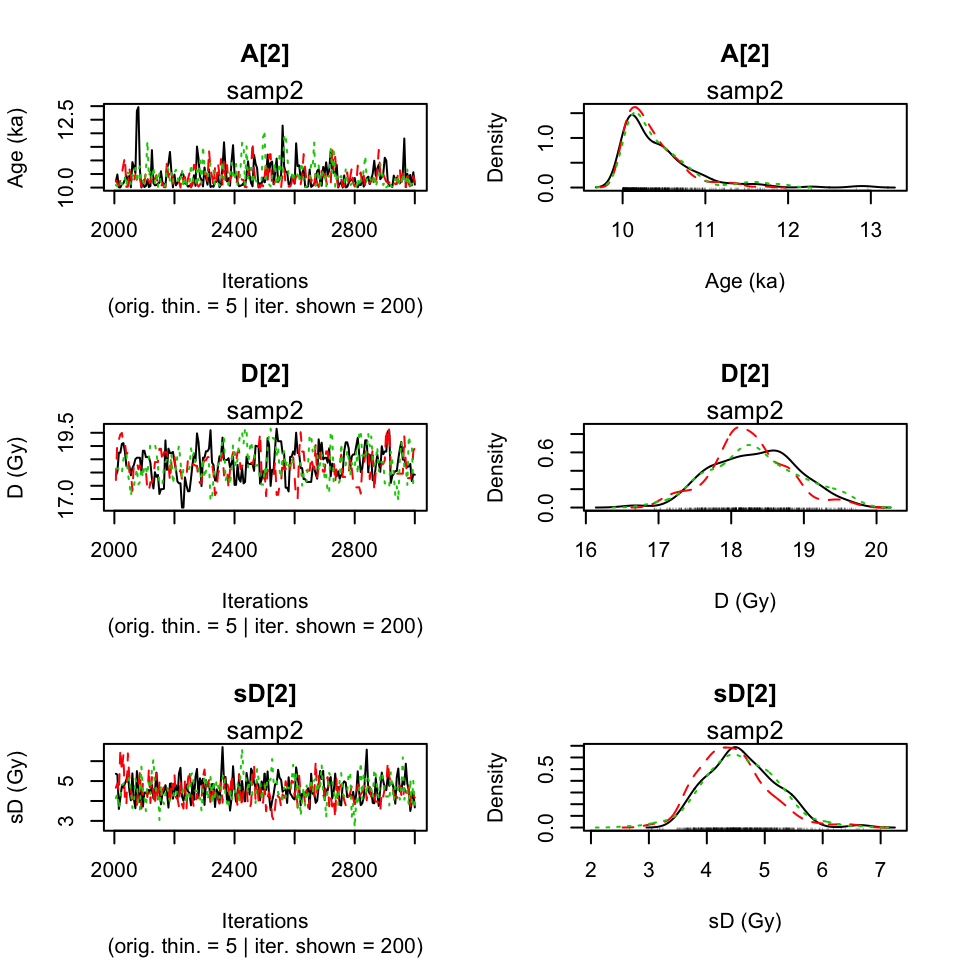 A[2]
samp2
Age (ka)
12.5
10.0
2000 2400 2800
Iterations
(orig. thin. = 5 | iter. shown = 200)
A[2]
samp2
Density
1.0
0.0
10 11 12 13
Age (ka)
D[2]
samp2
D (Gy)
19.5
17.0
2000 2400 2800
Iterations
(orig. thin. = 5 | iter. shown = 200)
D[2]
samp2
Density
0.6
0.0
16 17 18 19 20
D (Gy)
sD[2]
samp2
sD (Gy)
5
3
2000 2400 2800
Iterations
(orig. thin. = 5 | iter. shown = 200)
sD[2]
samp2
Density
0.5
0.0
2 3 4 5 6 7
sD (Gy)